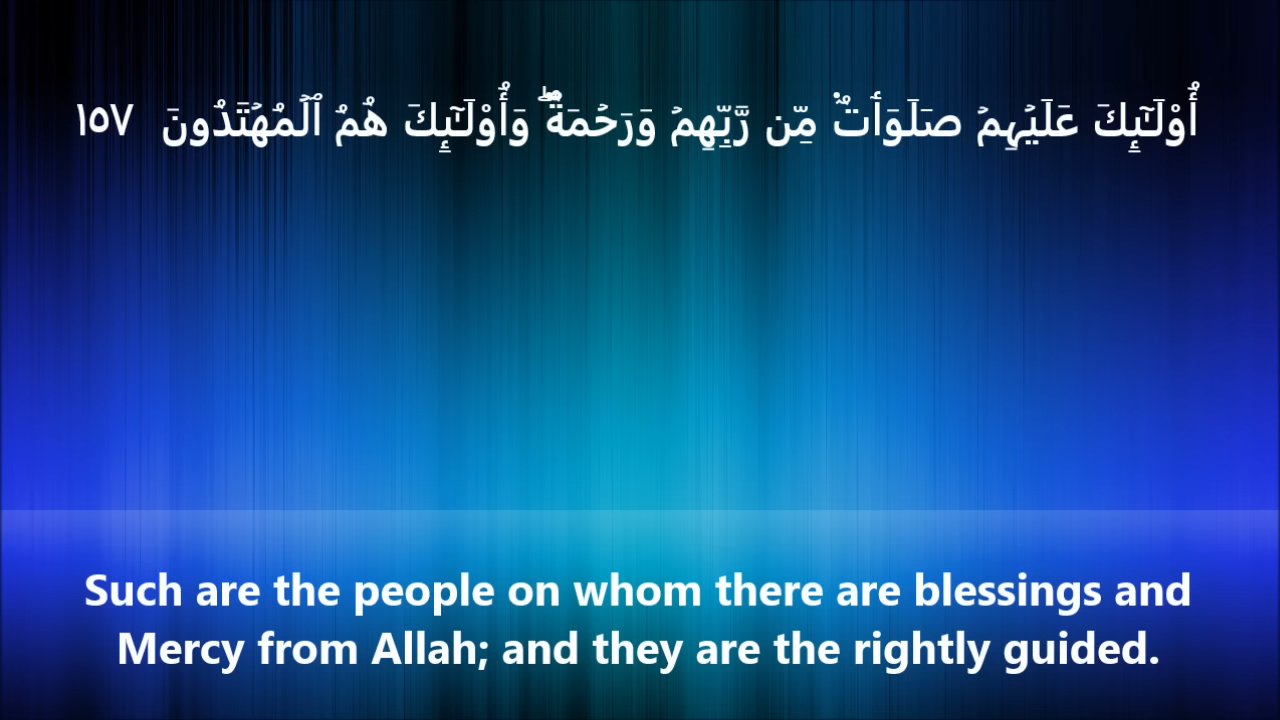 أُوْلَـٰٓئِكَ عَلَيۡهِمۡ صَلَوَٰتٞ مِّن رَّبِّهِمۡ وَرَحۡمَةٞۖ وَأُوْلَـٰٓئِكَ هُمُ ٱلۡمُهۡتَدُونَ ١٥٧
Such are the people on whom there are blessings and
Mercy from Allah; and they are the rightly guided.